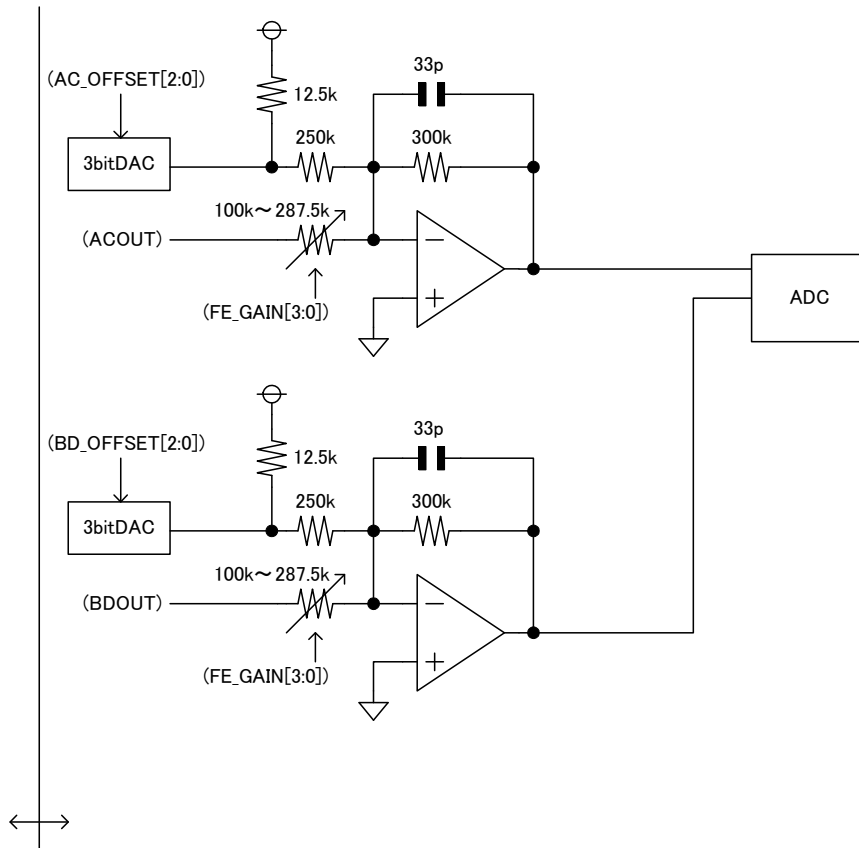 (AC_OFFSET[2:0])
33p
12.5k
250k
300k
3bitDAC
100k～287.5k
(ACOUT)
(FE_GAIN[3:0])
ADC
(BD_OFFSET[2:0])
33p
12.5k
250k
300k
3bitDAC
100k～287.5k
(BDOUT)
(FE_GAIN[3:0])